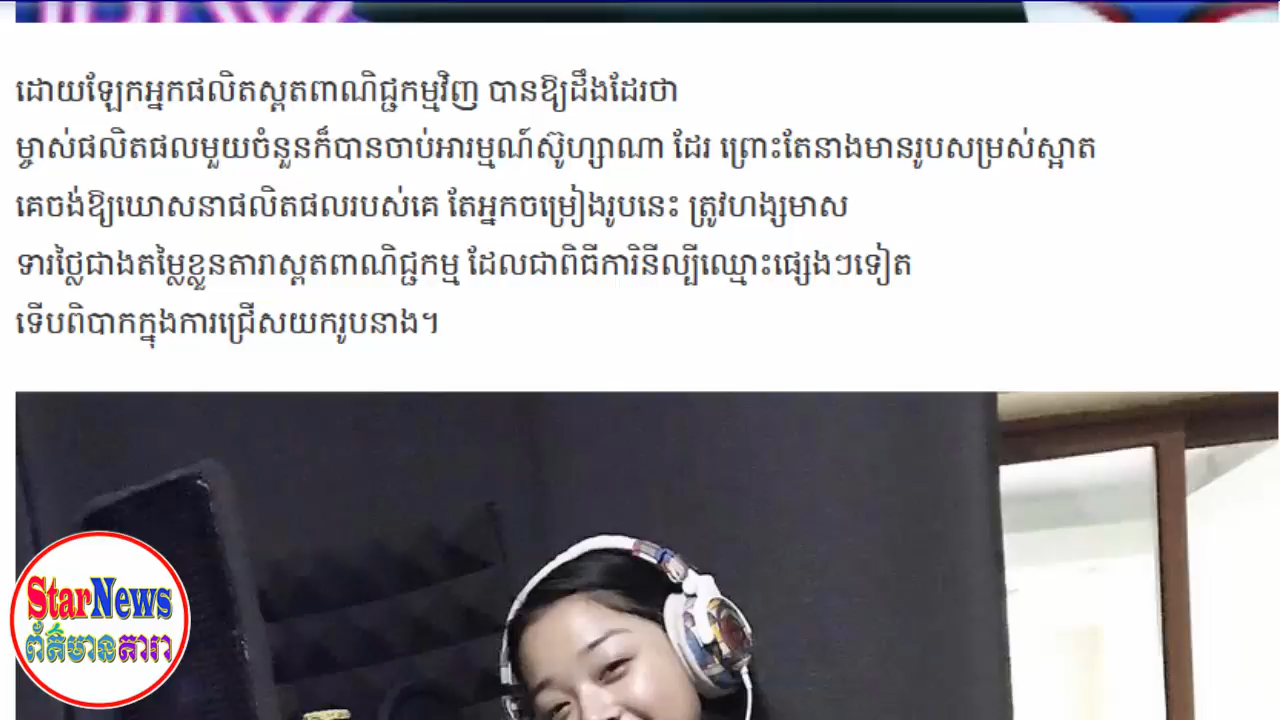 ដោយឡែកអ្នកផលិតស្ពតពាណិជ្ជកម្មវិញ បានឱ្យដឹងដែរថា
ម្ចាស់ផលិតផលមួយចំនួនក៏បានចាប់អារម្មណ៍ស៊ូហ្សាណា ដែរ ព្រោះតែនាងមានរូបសម្រស់ស្អាត
គេចង់ឱ្យឃោសនាផលិតផលរបស់គេ តែអ្នកចម្រៀងរូបនេះ ត្រូវហង្សមាស
ទារថ្លៃជាងតម្លៃខ្លួនតារាស្ពតពាណិជ្ជកម្ម ដែលជាពិធីការិនីល្បីឈ្មោះផ្សេងៗទៀត
ទើបពិបាកក្នុងការជ្រើសយករូបនាង។
StarNews
ព័ត៌មានតារា